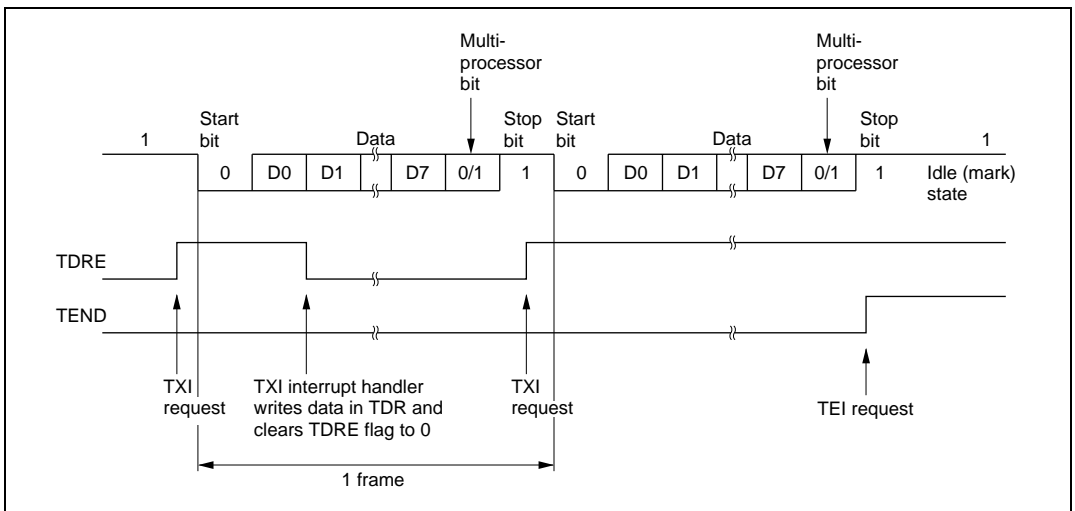 Multi-
processor
bit
Multi-
processor
bit
1
Start
bit
Data
Stop
bit
Start
bit
Data
Stop
bit
1
0 D0 D1 D7 0/1 1 0 D0 D1 D7 0/1 1
Idle (mark)
state
TDRE
TEND
TXI
request
TXI interrupt handler
writes data in TDR and
clears TDRE flag to 0
TXI
request
TEI request
1 frame